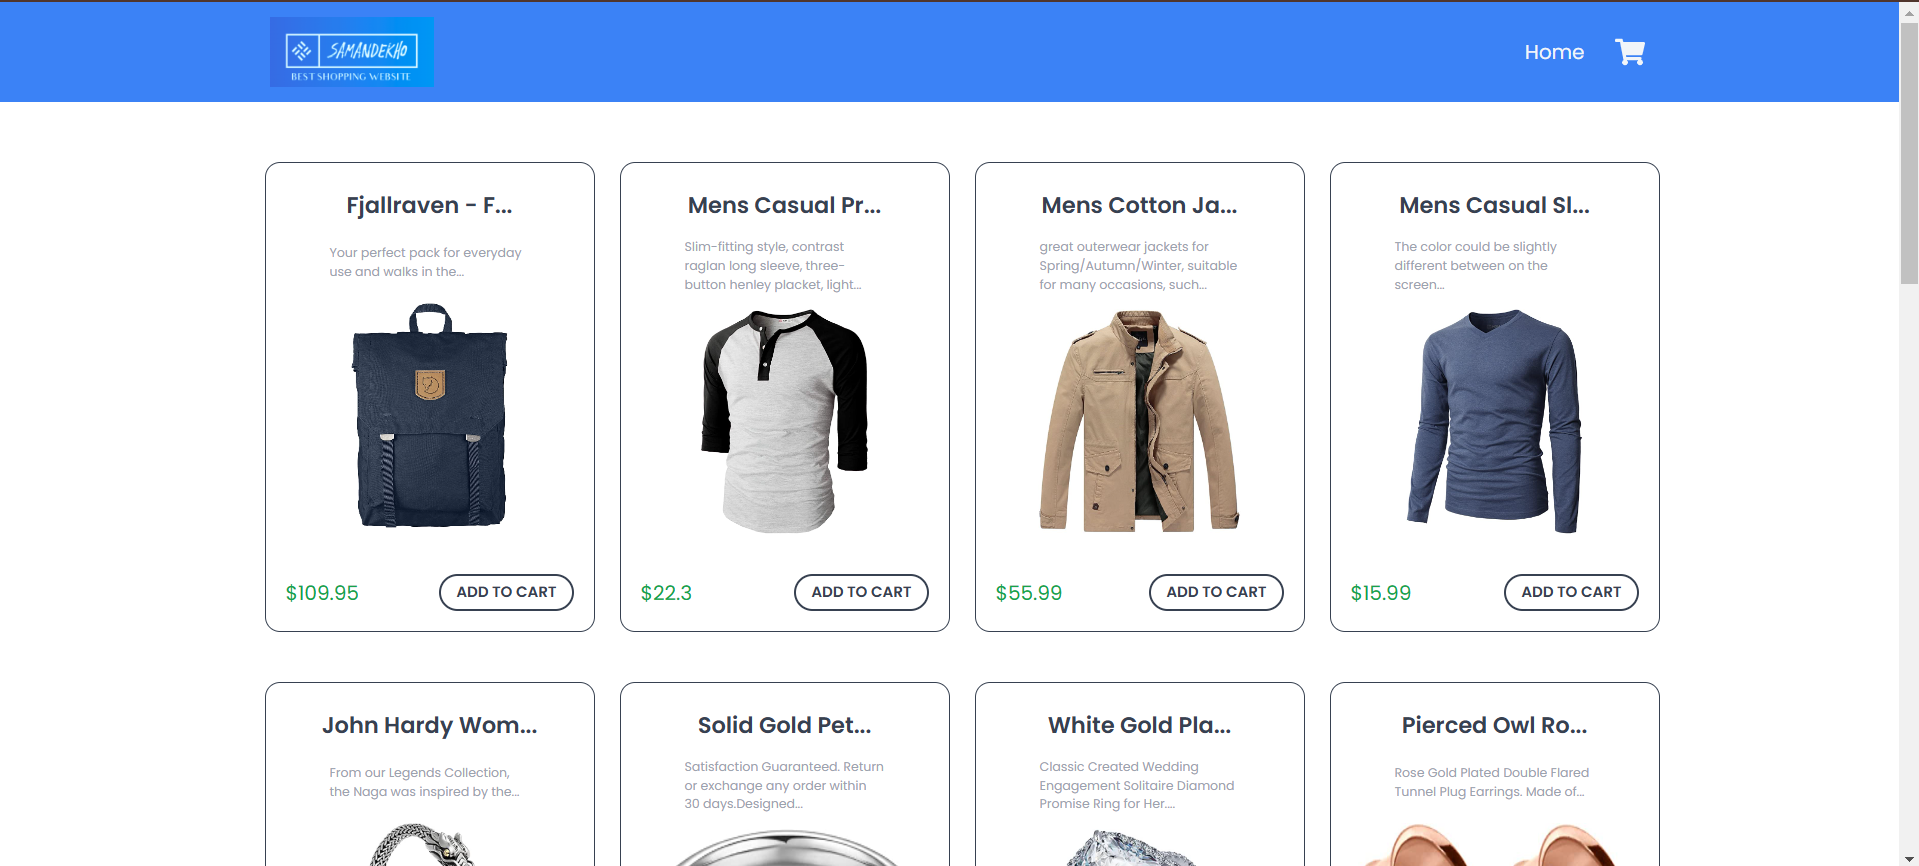 SAMANDEKHO
BEST SHOPPING WEBSITE
Home
Fjallraven - F...
Your perfect pack for everyday
use and walks in the...
$109.95
ADD TO CART
Mens Casual Pr...
Slim-fitting style, contrast
raglan long sleeve, three-
button henley placket, light...
$22.3
ADD TO CART
Mens Cotton Ja...
great outerwear jackets for
Spring/Autumn/Winter, suitable
for many occasions, such...
$55.99
ADD TO CART
Mens Casual Sl...
The color could be slightly
different between on the
screen...
$15.99
ADD TO CART
John Hardy Wom...
From our Legends Collection,
the Naga was inspired by the...
Solid Gold Pet...
Satisfaction Guaranteed. Return
or exchange any order within
30 days.Designed...
White Gold Pla...
Classic Created Wedding
Engagement Solitaire Diamond
Promise Ring for Her....
Pierced Owl Ro...
Rose Gold Plated Double Flared
Tunnel Plug Earrings. Made of...